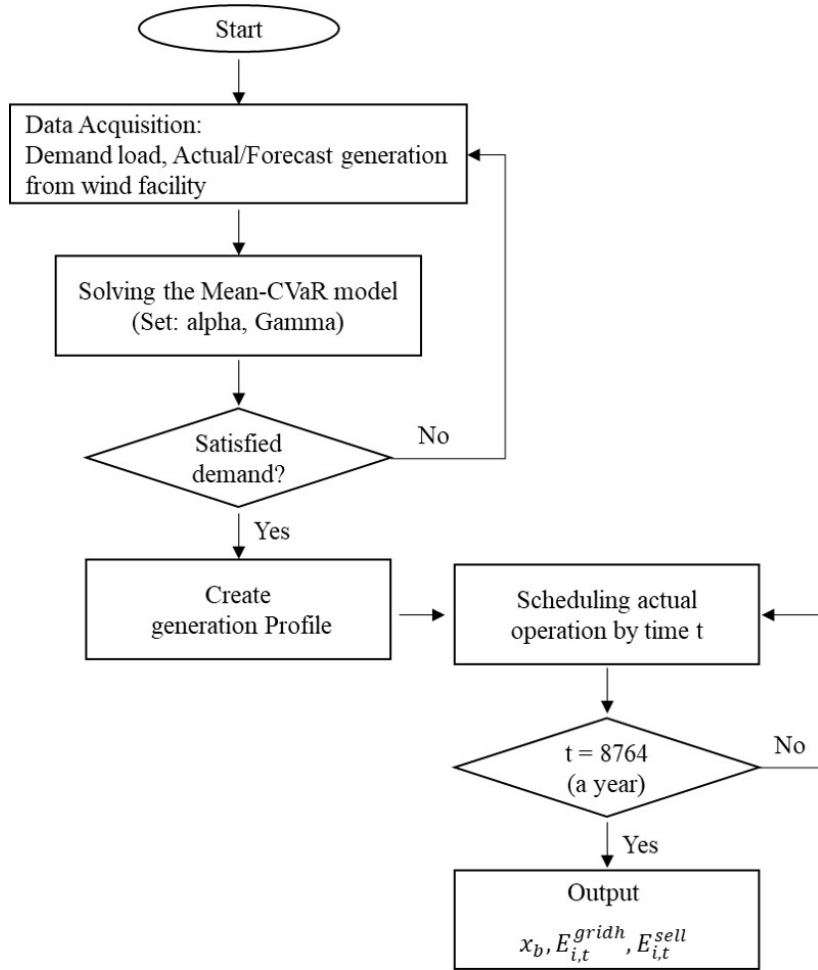 Start
Data Acquisition:
Demand load, Actual/Forecast generation
from wind facility
Solving the Mean-CVaR model
(Set: alpha, Gamma)
Satisfied
demand?
No
Yes
Create
generation Profile
Scheduling actual
operation by time t
t = 8764
(a year)
No
Yes
Output
$x_b, E_{i,t}^{gridh}, E_{i,t}^{sell}$